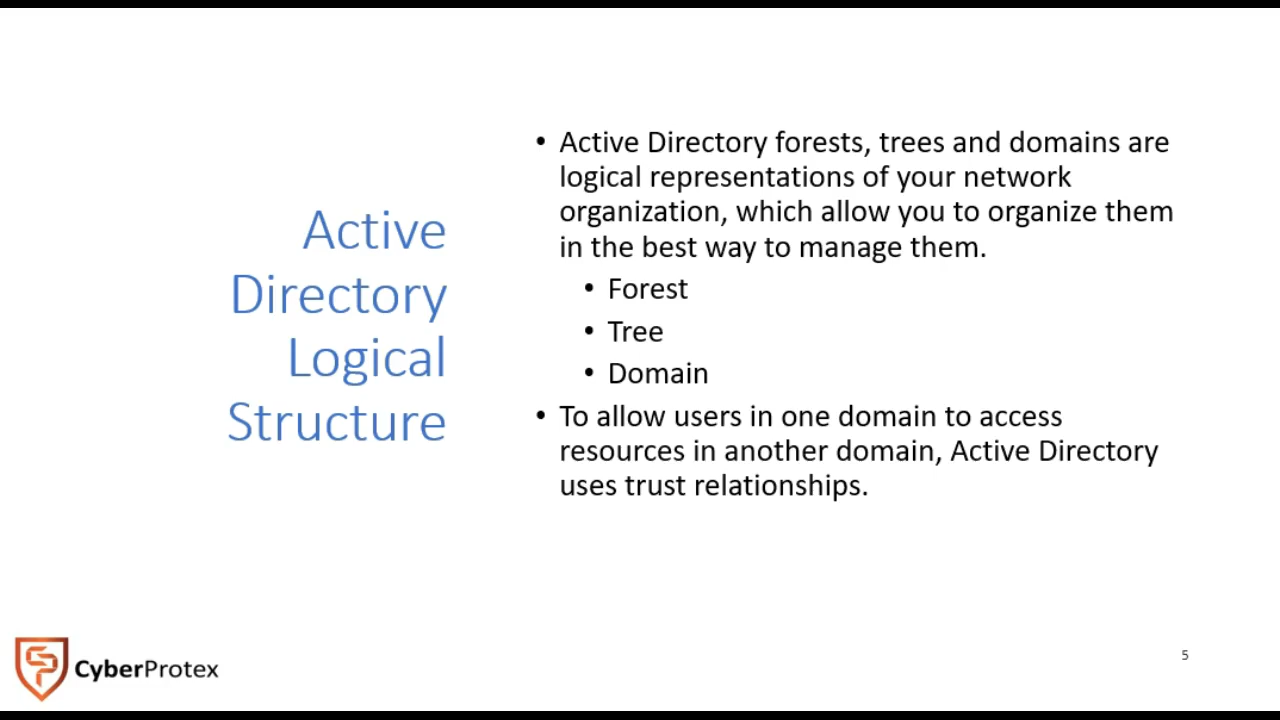 Active
Directory
Logical
Structure
• Active Directory forests, trees and domains are
logical representations of your network
organization, which allow you to organize them
in the best way to manage them.
• Forest
• Tree
• Domain
• To allow users in one domain to access
resources in another domain, Active Directory
uses trust relationships.
CyberProtex
5